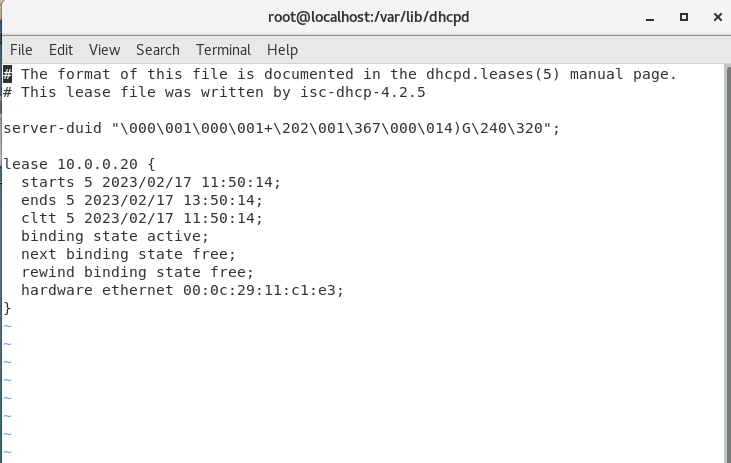 root@localhost:/var/lib/dhcpd
File Edit View Search Terminal Help
# The format of this file is documented in the dhcpd.leases(5) manual page.
# This lease file was written by isc-dhcp-4.2.5
server-duid "\000\001\000\001+\202\001\367\000\014)G\240\320";
lease 10.0.0.20 {
  starts 5 2023/02/17 11:50:14;
  ends 5 2023/02/17 13:50:14;
  cltt 5 2023/02/17 11:50:14;
  binding state active;
  next binding state free;
  rewind binding state free;
  hardware ethernet 00:0c:29:11:c1:e3;
}
~
~
~
~
~
~
~
~